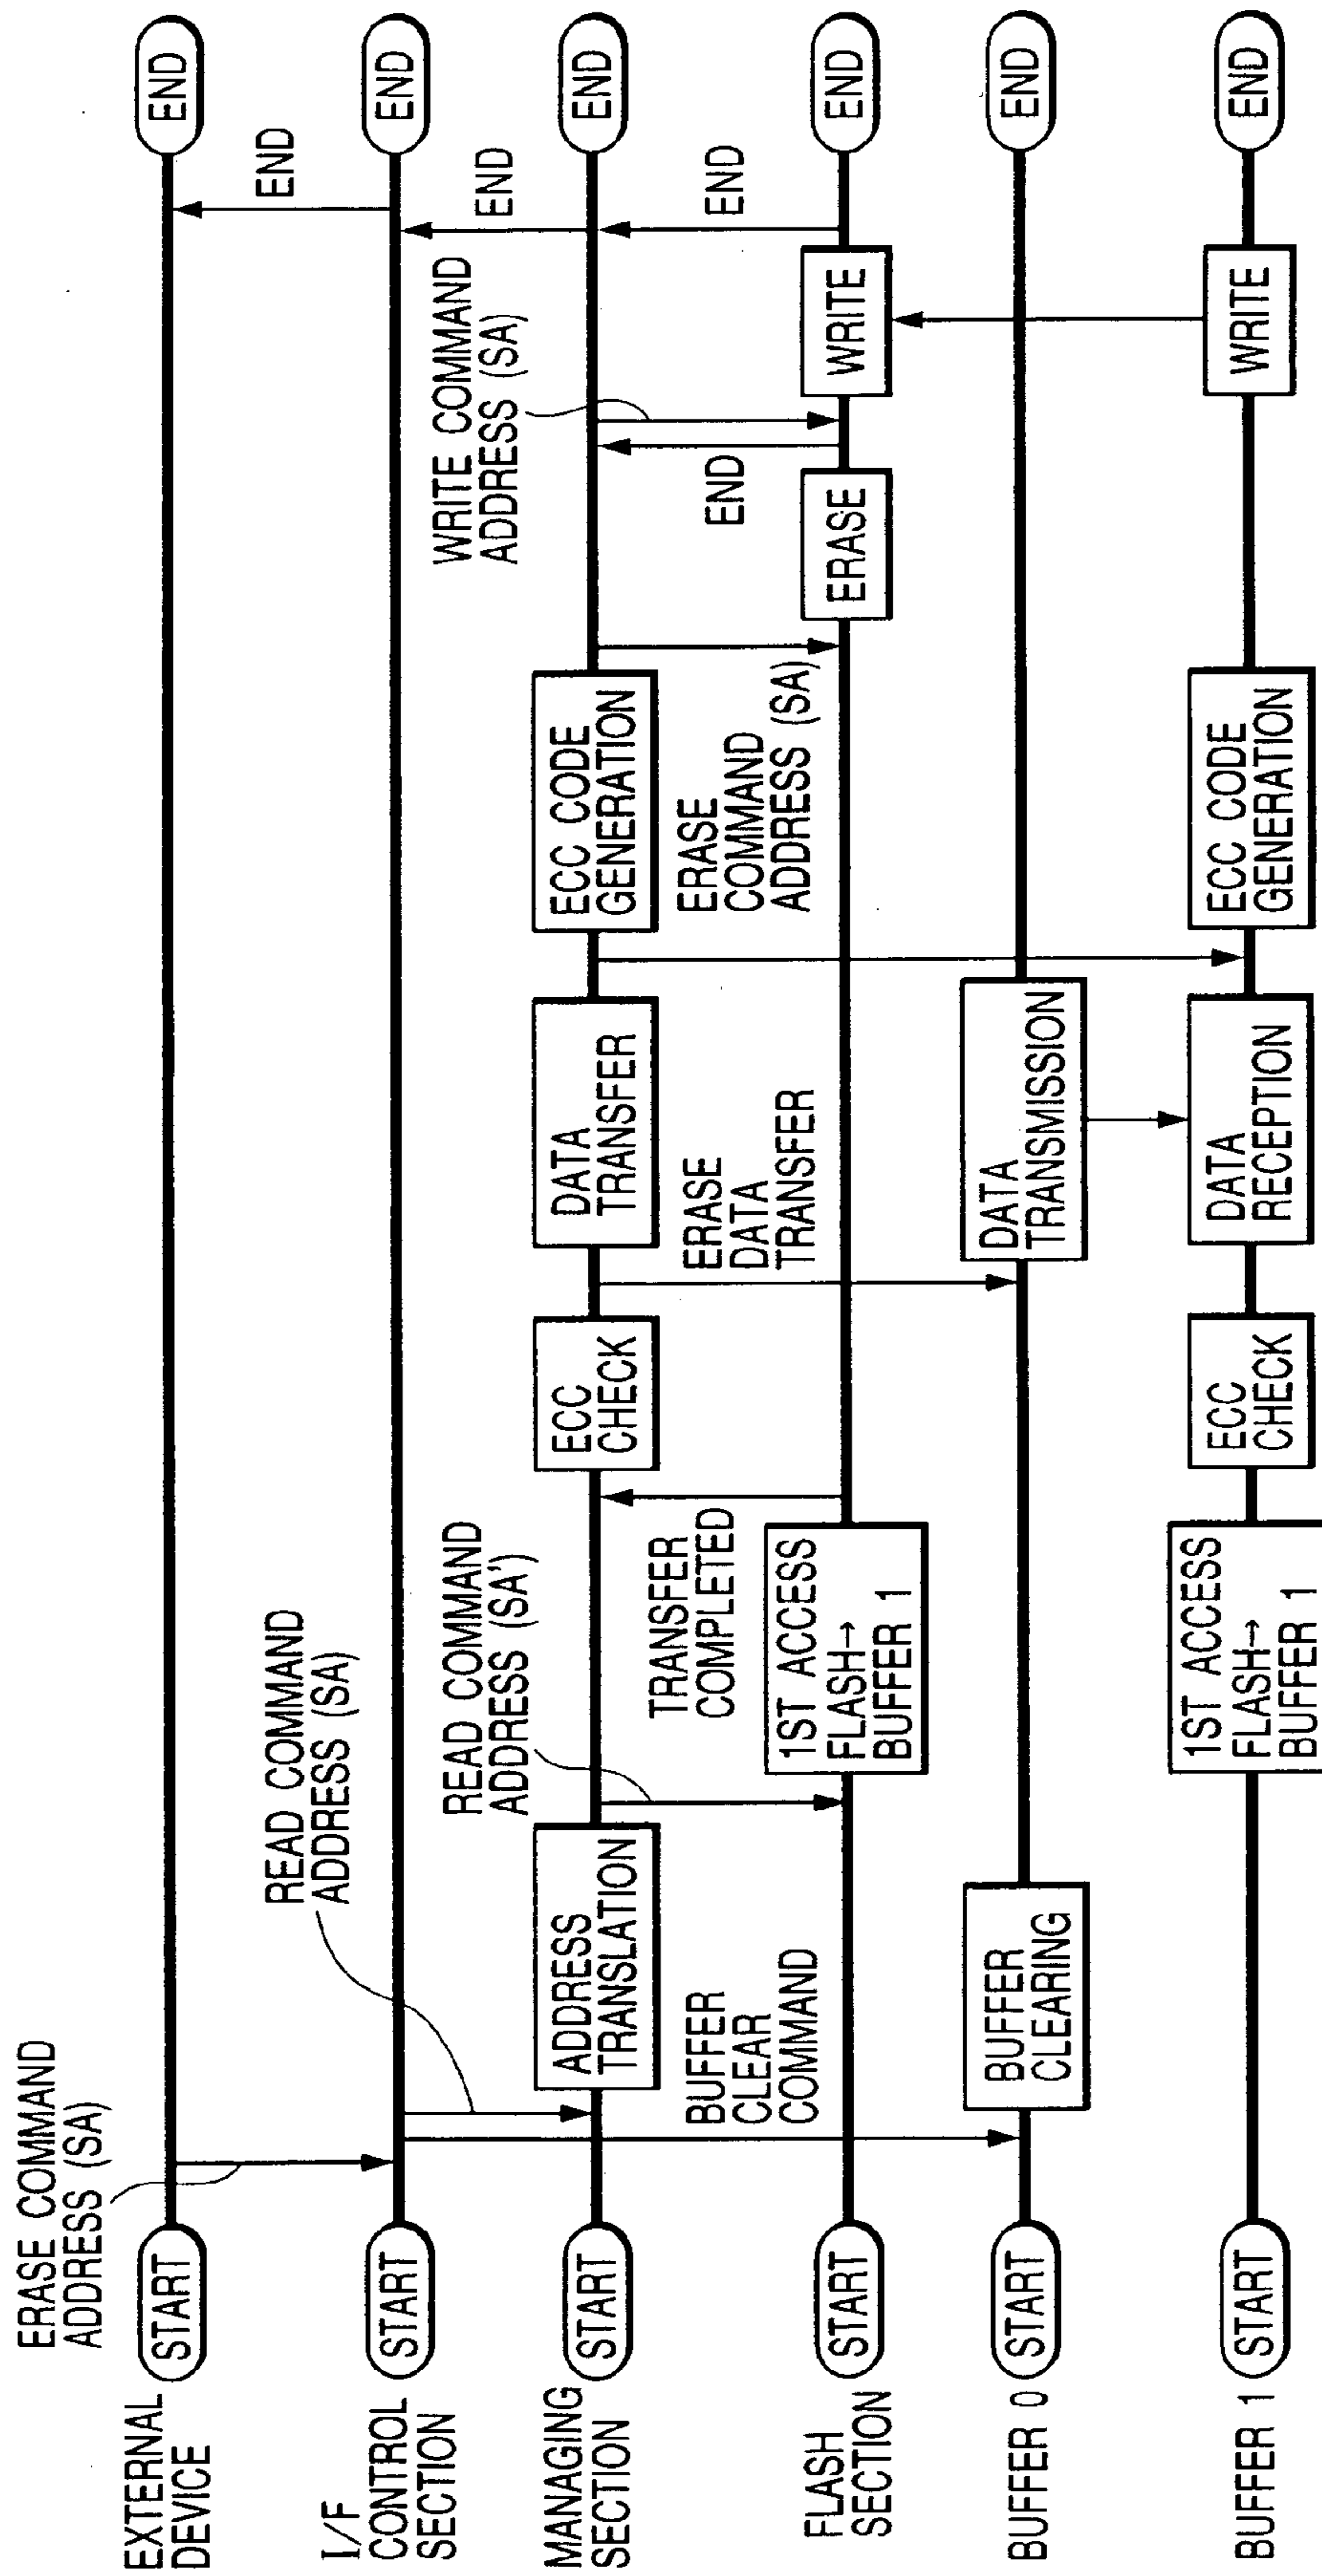 ERASE COMMAND
ADDRESS (SA)
EXTERNAL
DEVICE
START
END
READ COMMAND
ADDRESS (SA)
END
I/F
CONTROL
SECTION
START
END
READ COMMAND
ADDRESS (SA')
WRITE COMMAND
ADDRESS (SA)
END
MANAGING
SECTION
START
ADDRESS
TRANSLATION
ECC
CHECK
DATA
TRANSFER
ECC CODE
GENERATION
END
BUFFER
CLEAR
COMMAND
TRANSFER
COMPLETED
ERASE
DATA
TRANSFER
ERASE
COMMAND
ADDRESS (SA)
END
END
FLASH
SECTION
START
1ST ACCESS
FLASH→
BUFFER 1
ERASE
WRITE
END
BUFFER 0
START
BUFFER
CLEARING
DATA
TRANSMISSION
END
BUFFER 1
START
1ST ACCESS
FLASH→
BUFFER 1
ECC
CHECK
DATA
RECEPTION
ECC CODE
GENERATION
WRITE
END